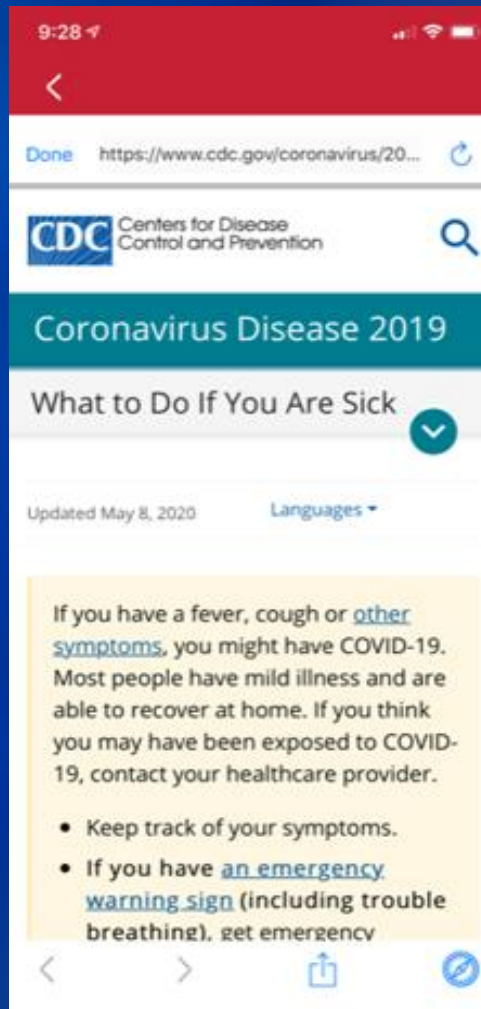 9:28
Done https://www.cdc.gov/coronavirus/20...
CDC Centers for Disease
Control and Prevention
Coronavirus Disease 2019
What to Do If You Are Sick
Updated May 8, 2020 Languages
If you have a fever, cough or other
symptoms, you might have COVID-19.
Most people have mild illness and are
able to recover at home. If you think
you may have been exposed to COVID-
19, contact your healthcare provider.
• Keep track of your symptoms.
• If you have an emergency
warning sign (including trouble
breathing), get emergency